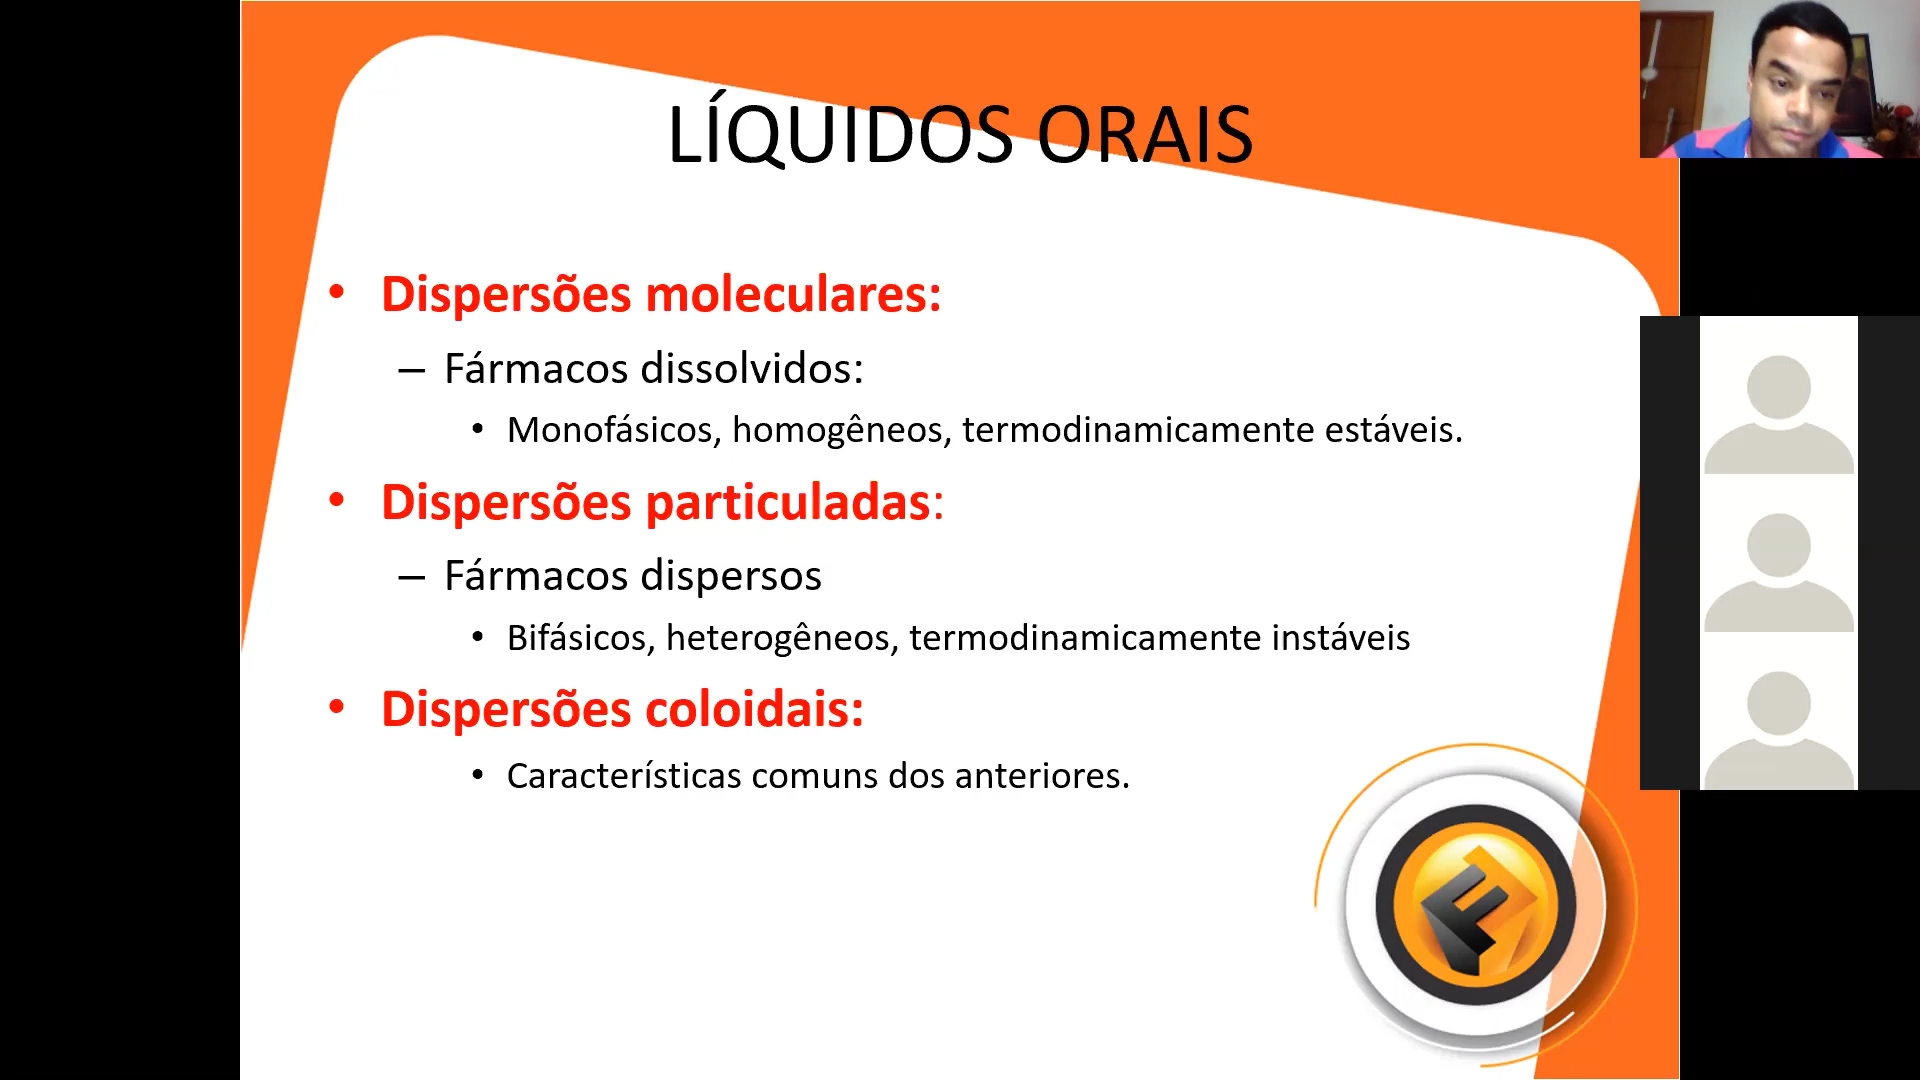 LÍQUIDOS ORAIS
• Dispersões moleculares:
– Fármacos dissolvidos:
• Monofásicos, homogêneos, termodinamicamente estáveis.
• Dispersões particuladas:
– Fármacos dispersos
• Bifásicos, heterogêneos, termodinamicamente instáveis
• Dispersões coloidais:
• Características comuns dos anteriores.